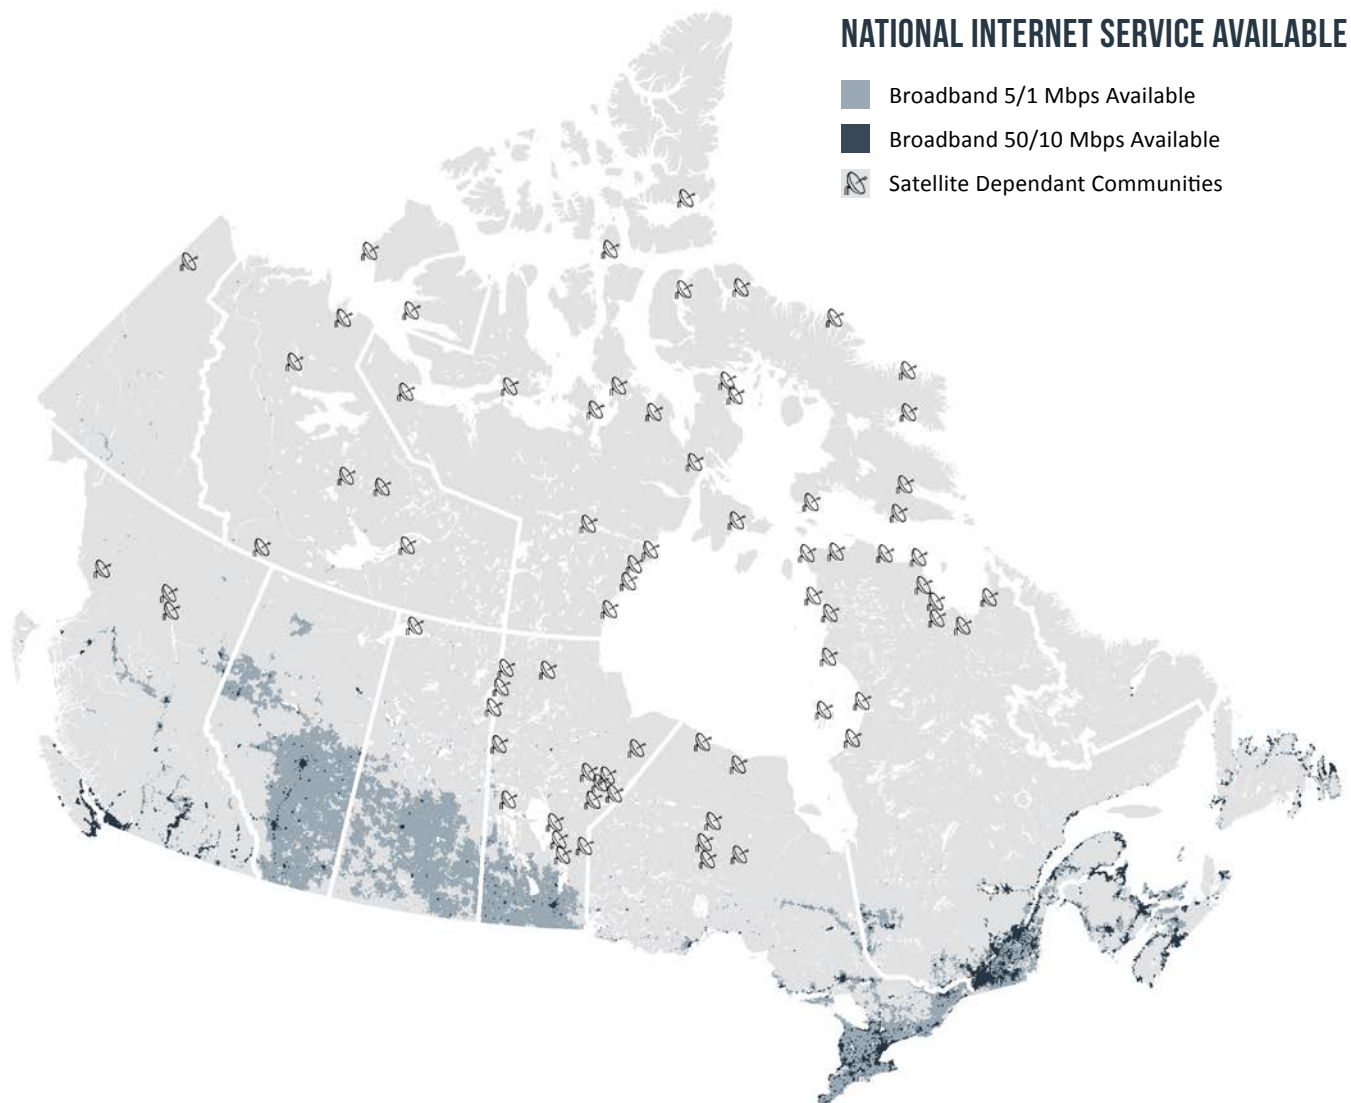 NATIONAL INTERNET SERVICE AVAILABLE
Broadband 5/1 Mbps Available
Broadband 50/10 Mbps Available
Satellite Dependant Communities